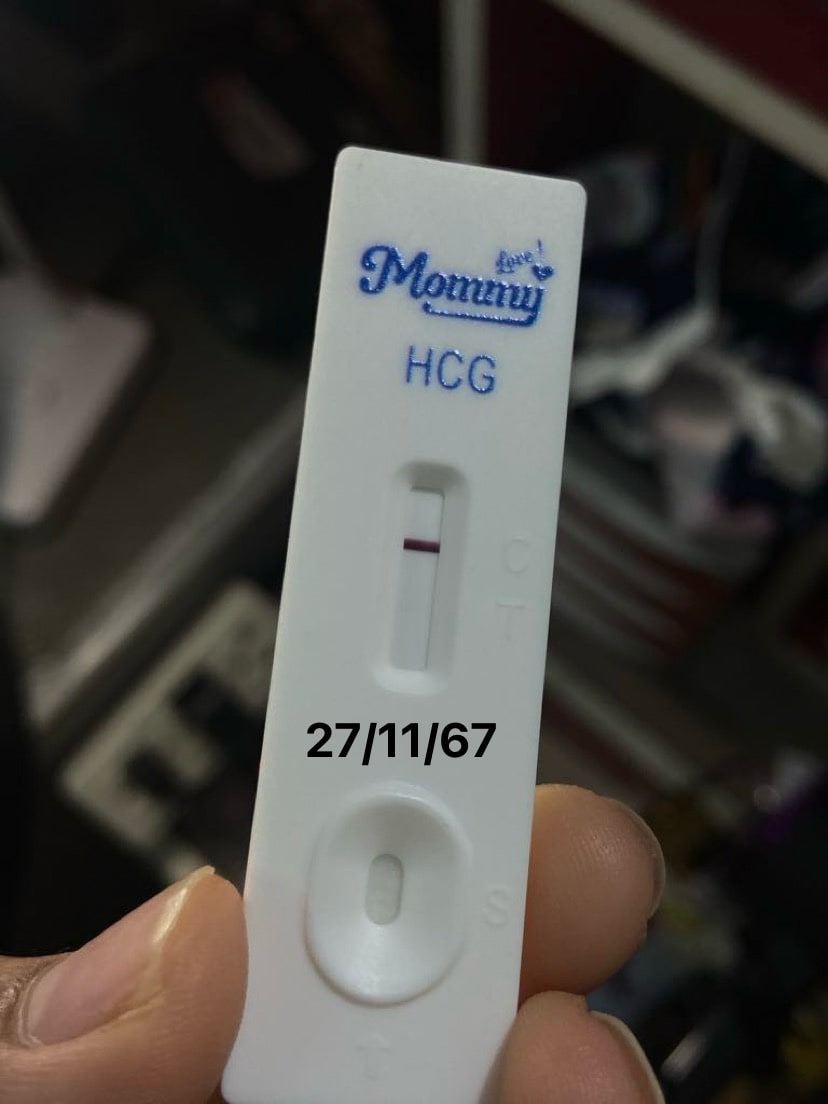 Love!
Mommy
HCG
C
T
27/11/67
S